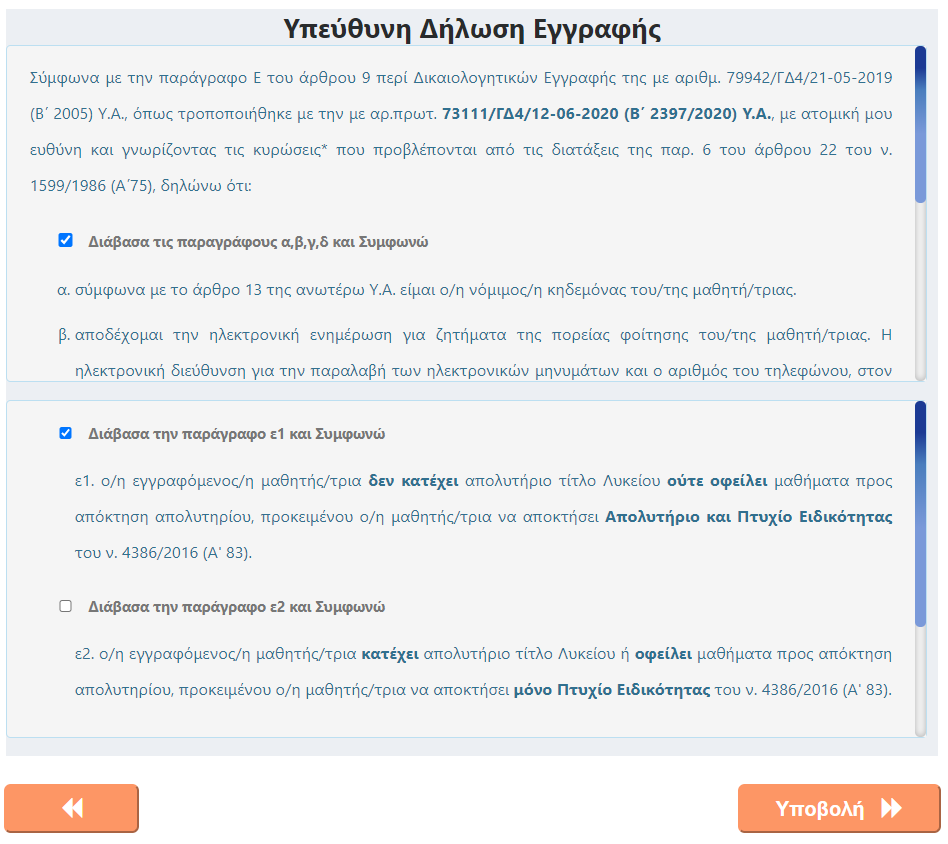 Υπεύθυνη Δήλωση Εγγραφής
Σύμφωνα με την παράγραφο Ε του άρθρου 9 περί Δικαιολογητικών Εγγραφής της με αριθμ. 79942/ΓΔ4/21-05-2019
(Β΄ 2005) Υ.Α., όπως τροποποιήθηκε με την με αρ.πρωτ. 73111/ΓΔ4/12-06-2020 (Β΄ 2397/2020) Υ.Α., με ατομική μου
ευθύνη και γνωρίζοντας τις κυρώσεις* που προβλέπονται από τις διατάξεις της παρ. 6 του άρθρου 22 του ν.
1599/1986 (Α΄75), δηλώνω ότι:
Διάβασα τις παραγράφους α,β,γ,δ και Συμφωνώ
α. σύμφωνα με το άρθρο 13 της ανωτέρω Υ.Α. είμαι ο/η νόμιμος/η κηδεμόνας του/της μαθητή/τριας.
β. αποδέχομαι την ηλεκτρονική ενημέρωση για ζητήματα της πορείας φοίτησης του/της μαθητή/τριας. Η
ηλεκτρονική διεύθυνση για την παραλαβή των ηλεκτρονικών μηνυμάτων και ο αριθμός του τηλεφώνου, στον
Διάβασα την παράγραφο ε1 και Συμφωνώ
ε1. ο/η εγγραφόμενος/η μαθητής/τρια δεν κατέχει απολυτήριο τίτλο Λυκείου ούτε οφείλει μαθήματα προς
απόκτηση απολυτηρίου, προκειμένου ο/η μαθητής/τρια να αποκτήσει Απολυτήριο και Πτυχίο Ειδικότητας
του ν. 4386/2016 (Α' 83).
Διάβασα την παράγραφο ε2 και Συμφωνώ
ε2. ο/η εγγραφόμενος/η μαθητής/τρια κατέχει απολυτήριο τίτλο Λυκείου ή οφείλει μαθήματα προς απόκτηση
απολυτηρίου, προκειμένου ο/η μαθητής/τρια να αποκτήσει μόνο Πτυχίο Ειδικότητας του ν. 4386/2016 (Α' 83).
Υποβολή